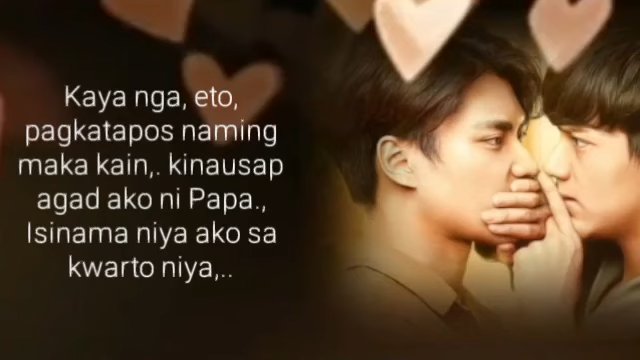 Kaya nga, eto,
pagkatapos naming
maka kain,. kinausap
agad ako ni Papa.,
Isinama niya ako sa
kwarto niya,..